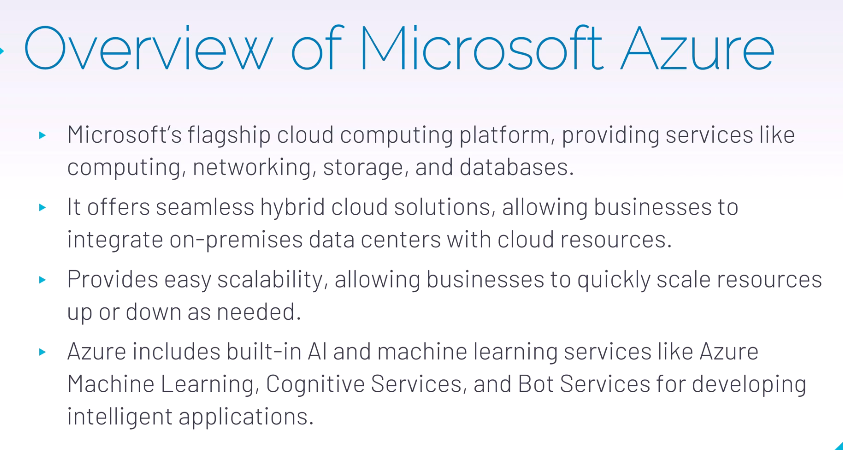 Overview of Microsoft Azure
Microsoft's flagship cloud computing platform, providing services like
computing, networking, storage, and databases.
It offers seamless hybrid cloud solutions, allowing businesses to
integrate on-premises data centers with cloud resources.
Provides easy scalability, allowing businesses to quickly scale resources
up or down as needed.
Azure includes built-in AI and machine learning services like Azure
Machine Learning, Cognitive Services, and Bot Services for developing
intelligent applications.